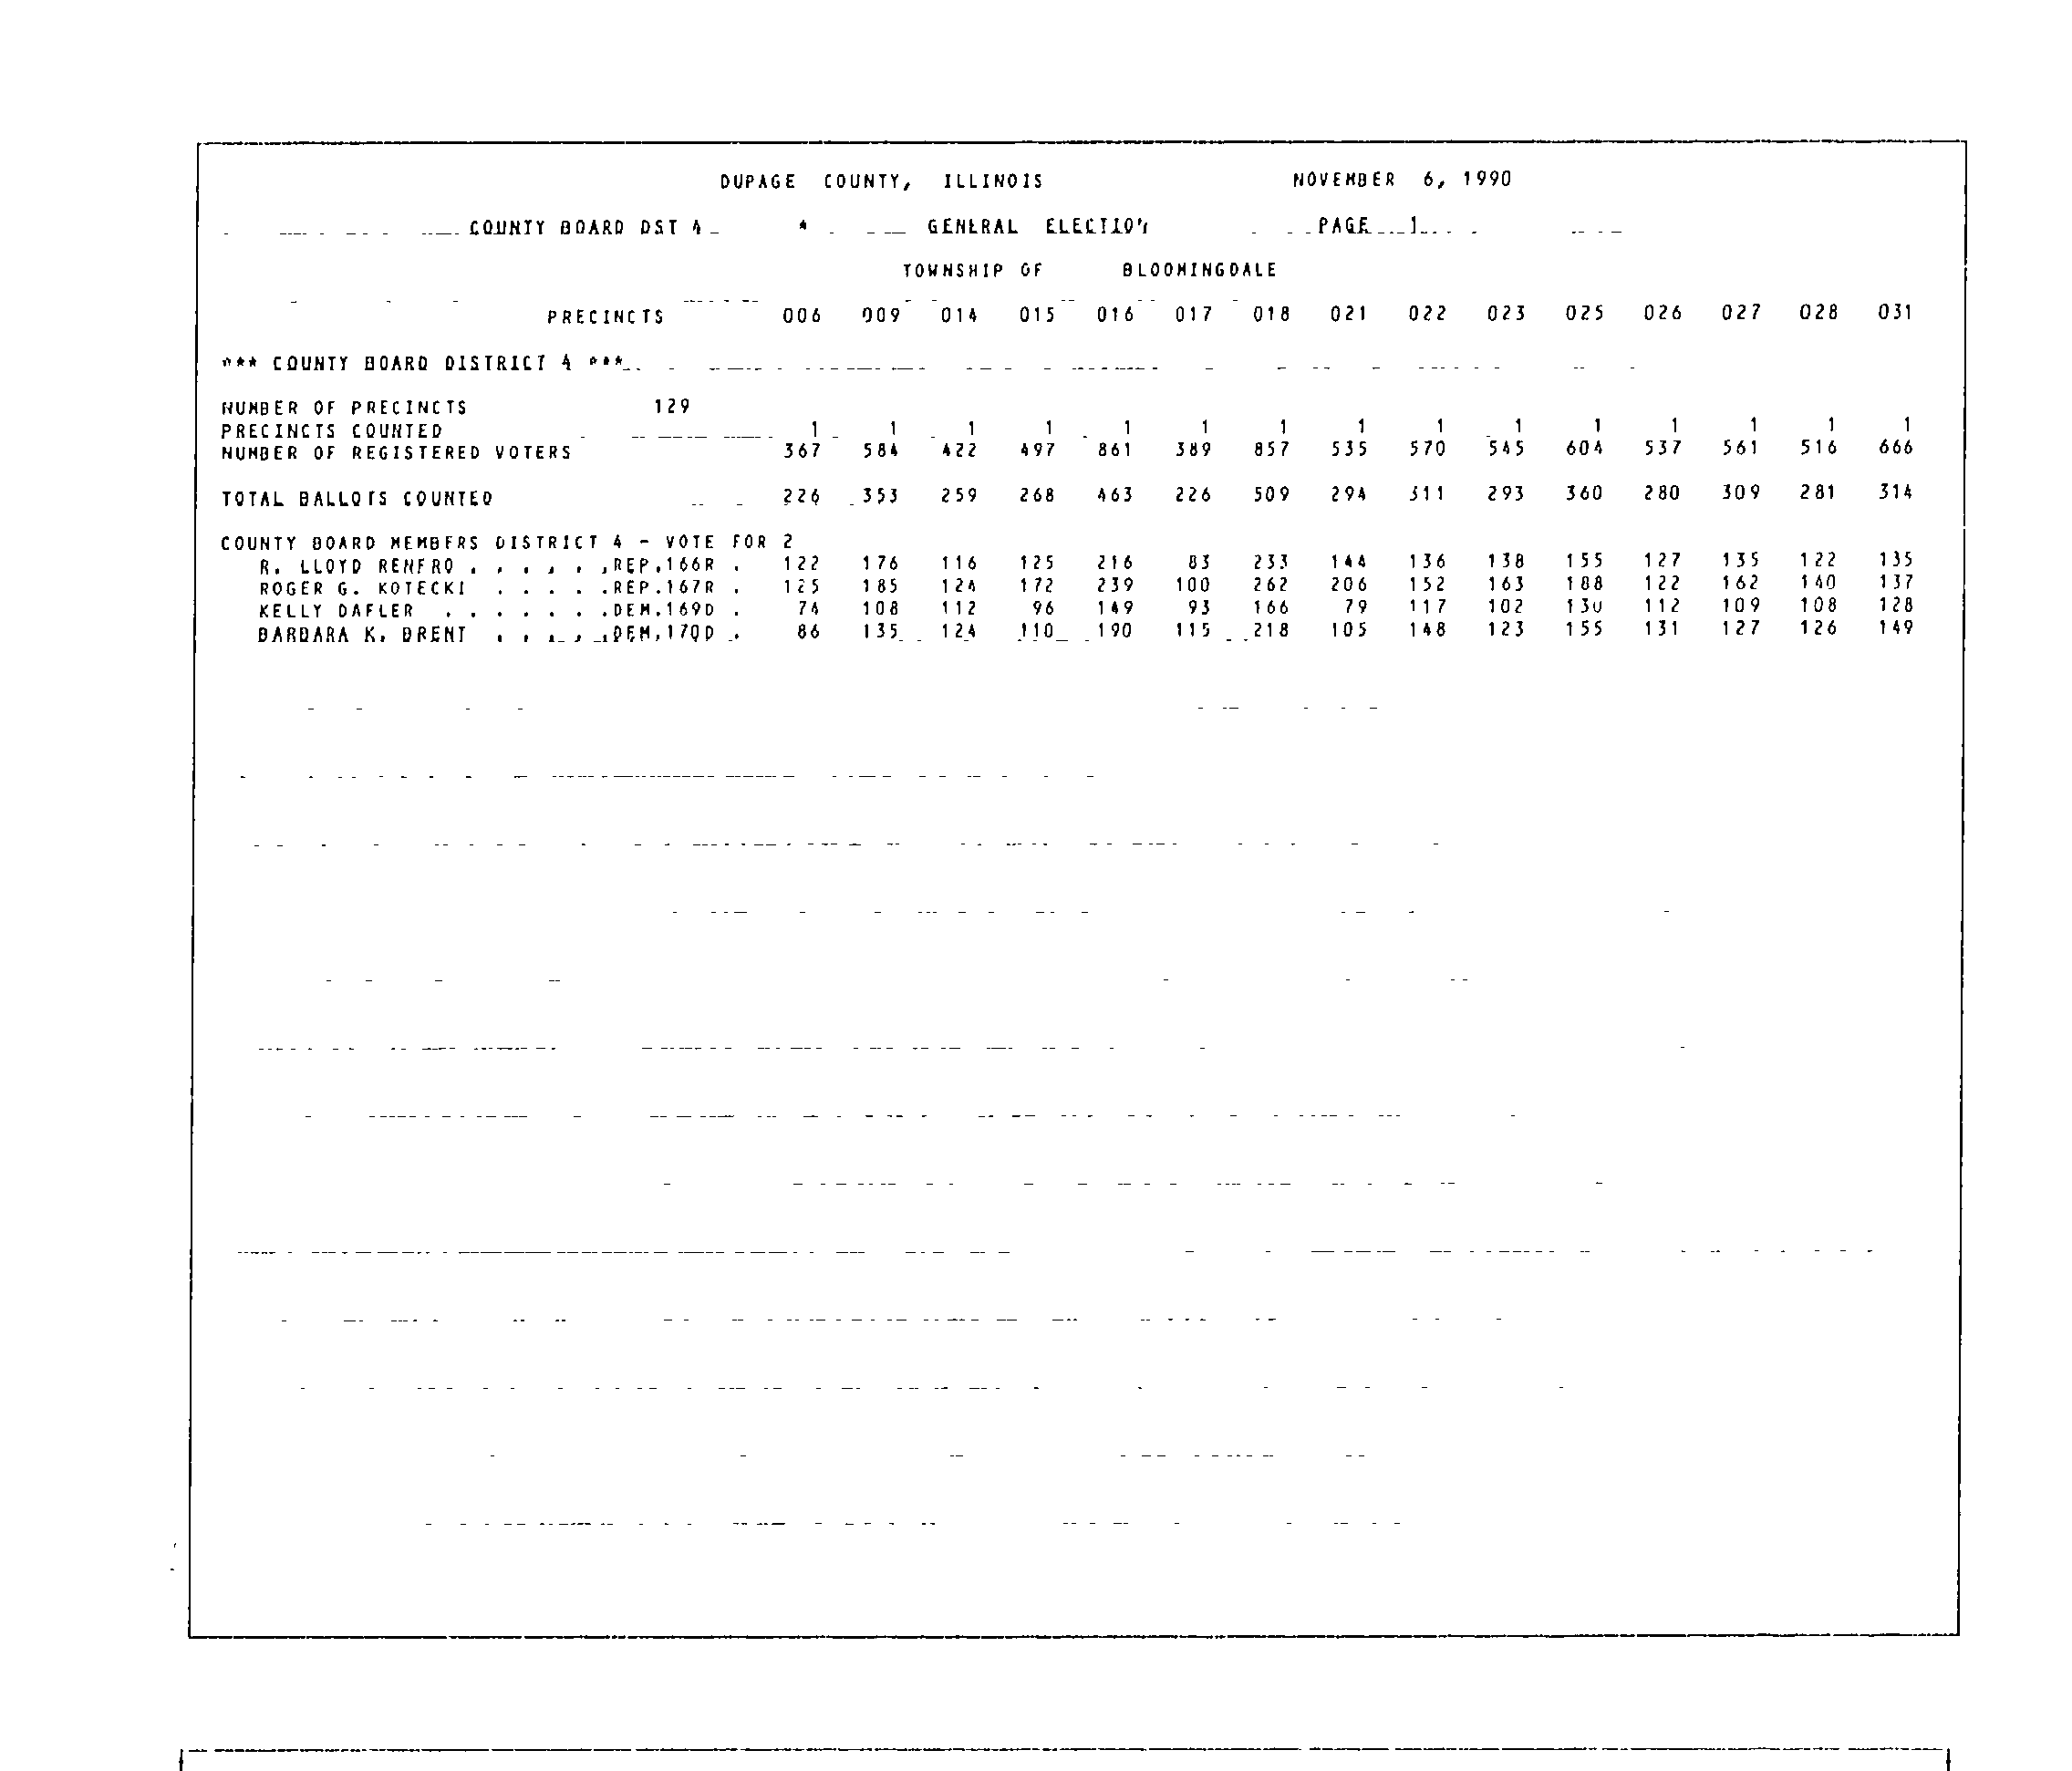 DUPAGE COUNTY, ILLINOIS NOVEMBER 6, 1990
COUNTY BOARD DST 4 * GENERAL ELECTION PAGE 1
TOWNSHIP OF BLOOMINGDALE
PRECINCTS 006 009 014 015 016 017 018 021 022 023 025 026 027 028 031
*** COUNTY BOARD DISTRICT 4 ***
NUMBER OF PRECINCTS 129
PRECINCTS COUNTED 1 1 1 1 1 1 1 1 1 1 1 1 1 1 1
NUMBER OF REGISTERED VOTERS 367 584 422 497 861 389 857 535 570 545 604 537 561 516 666
TOTAL BALLOTS COUNTED 226 353 259 268 463 226 509 294 311 293 360 280 309 281 314
COUNTY BOARD MEMBERS DISTRICT 4 - VOTE FOR 2
R. LLOYD RENFRO . . . . . .REP.166R . 122 176 116 125 216 83 233 144 136 138 155 127 135 122 135
ROGER G. KOTECKI . . . . .REP.167R . 125 185 124 172 239 100 262 206 152 163 188 122 162 140 137
KELLY DAFLER . . . . . . .DEM.169D . 74 108 112 96 149 93 166 79 117 102 130 112 109 108 128
BARBARA K. BRENT . . . . .DEM.170D . 86 135 124 110 190 115 218 105 148 123 155 131 127 126 149